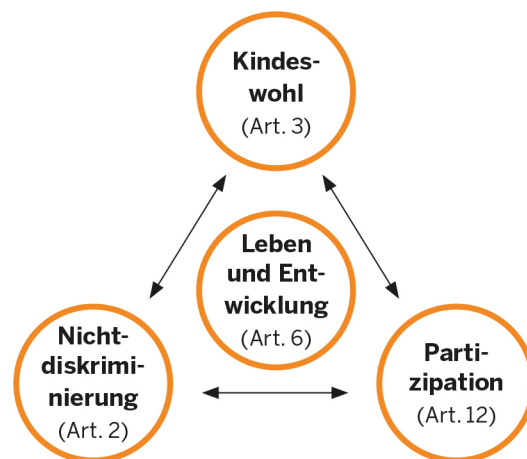 Kindes-
wohl
(Art. 3)
Leben
und Ent-
wicklung
(Art. 6)
Nicht-
diskrimi-
nierung
(Art. 2)
Parti-
zipation
(Art. 12)